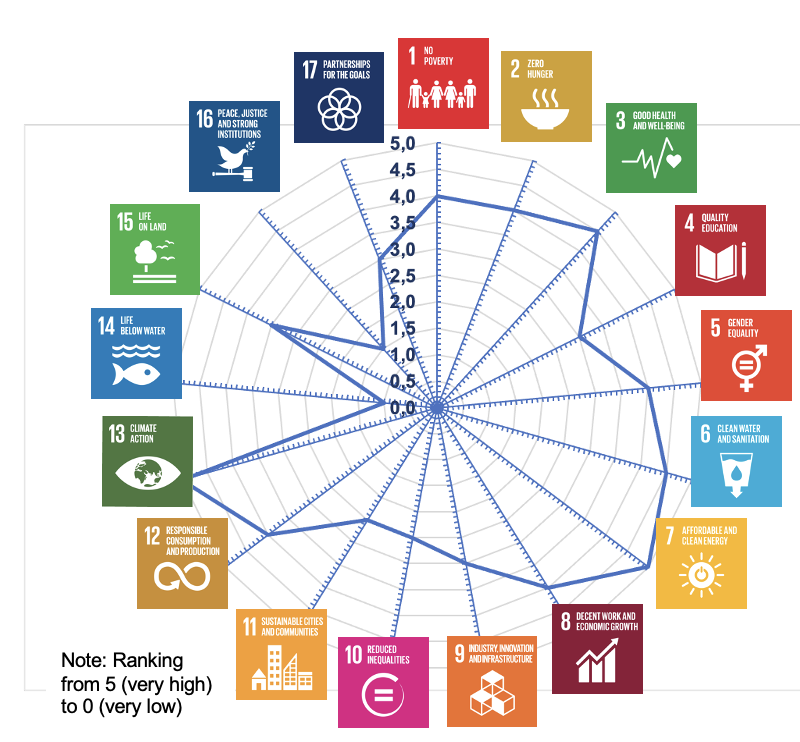 1 NO
POVERTY
2 ZERO
HUNGER
3 GOOD HEALTH
AND WELL-BEING
4 QUALITY
EDUCATION
5 GENDER
EQUALITY
6 CLEAN WATER
AND SANITATION
7 AFFORDABLE AND
CLEAN ENERGY
8 DECENT WORK AND
ECONOMIC GROWTH
9 INDUSTRY, INNOVATION
AND INFRASTRUCTURE
10 REDUCED
INEQUALITIES
11 SUSTAINABLE CITIES
AND COMMUNITIES
12 RESPONSIBLE
CONSUMPTION
AND PRODUCTION
13 CLIMATE
ACTION
14 LIFE
BELOW WATER
15 LIFE
ON LAND
16 PEACE, JUSTICE
AND STRONG
INSTITUTIONS
17 PARTNERSHIPS
FOR THE GOALS
5,0
4,5
4,0
3,5
3,0
2,5
2,0
1,5
1,0
0,5
0,0
Note: Ranking
from 5 (very high)
to 0 (very low)